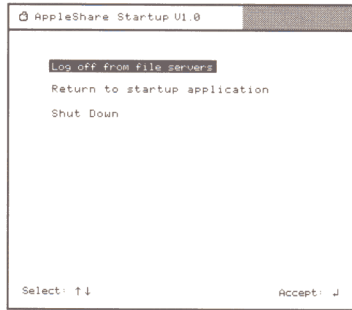 AppleShare Startup V1.0
Log off from file servers
Return to startup application
Shut Down
Select: ↑↓
Accept: ↲